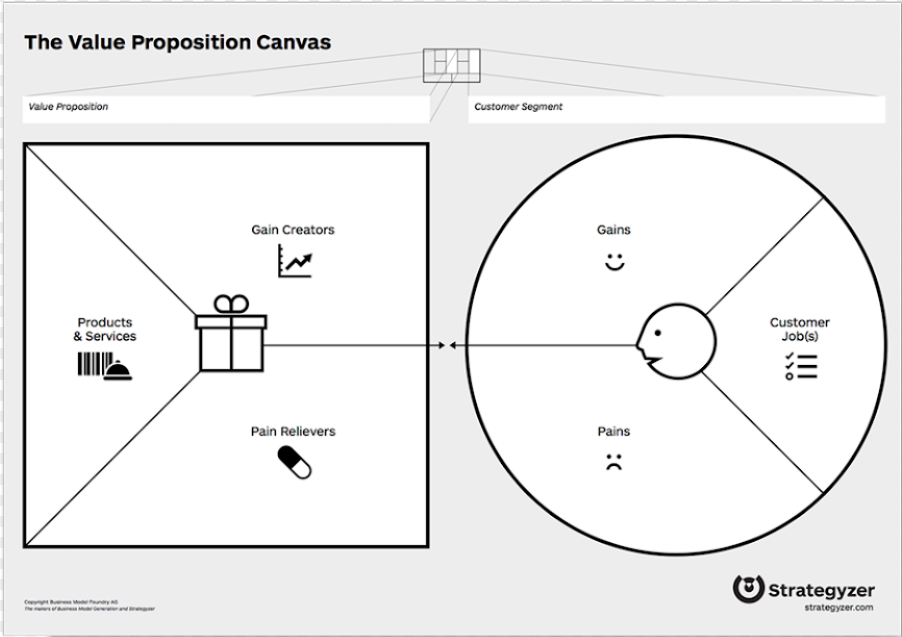 The Value Proposition Canvas
Value Proposition
Customer Segment
Gain Creators
Gains
Products
& Services
Customer
Job(s)
Pain Relievers
Pains
Copyright Business Model Foundry AG
The makers of Business Model Generation and Strategyzer
Strategyzer
strategyzer.com